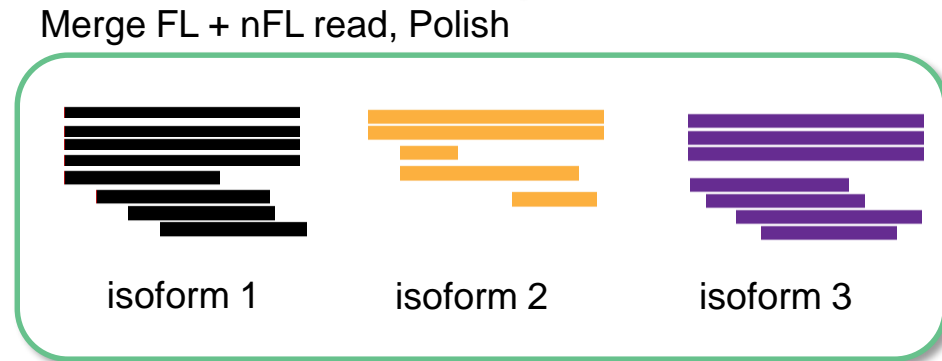 Merge FL + nFL read, Polish
isoform 1
isoform 2
isoform 3